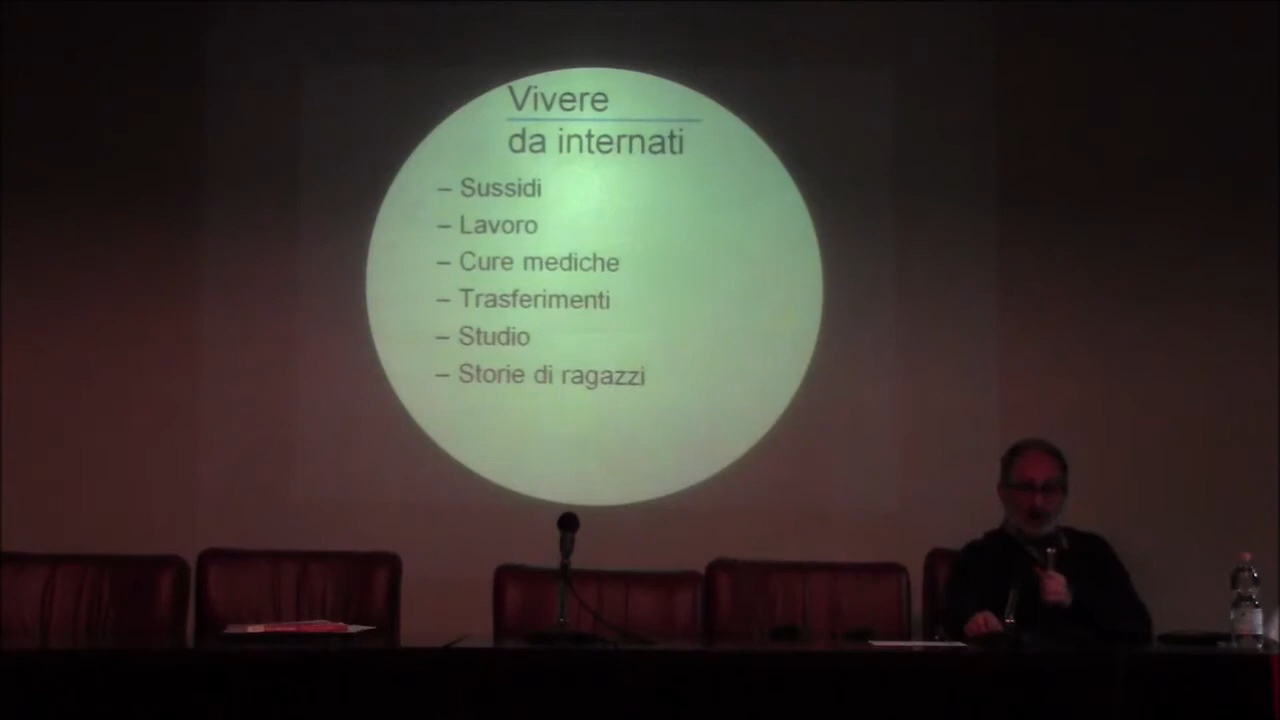 Vivere
da internati
– Sussidi
– Lavoro
– Cure mediche
– Trasferimenti
– Studio
– Storie di ragazzi